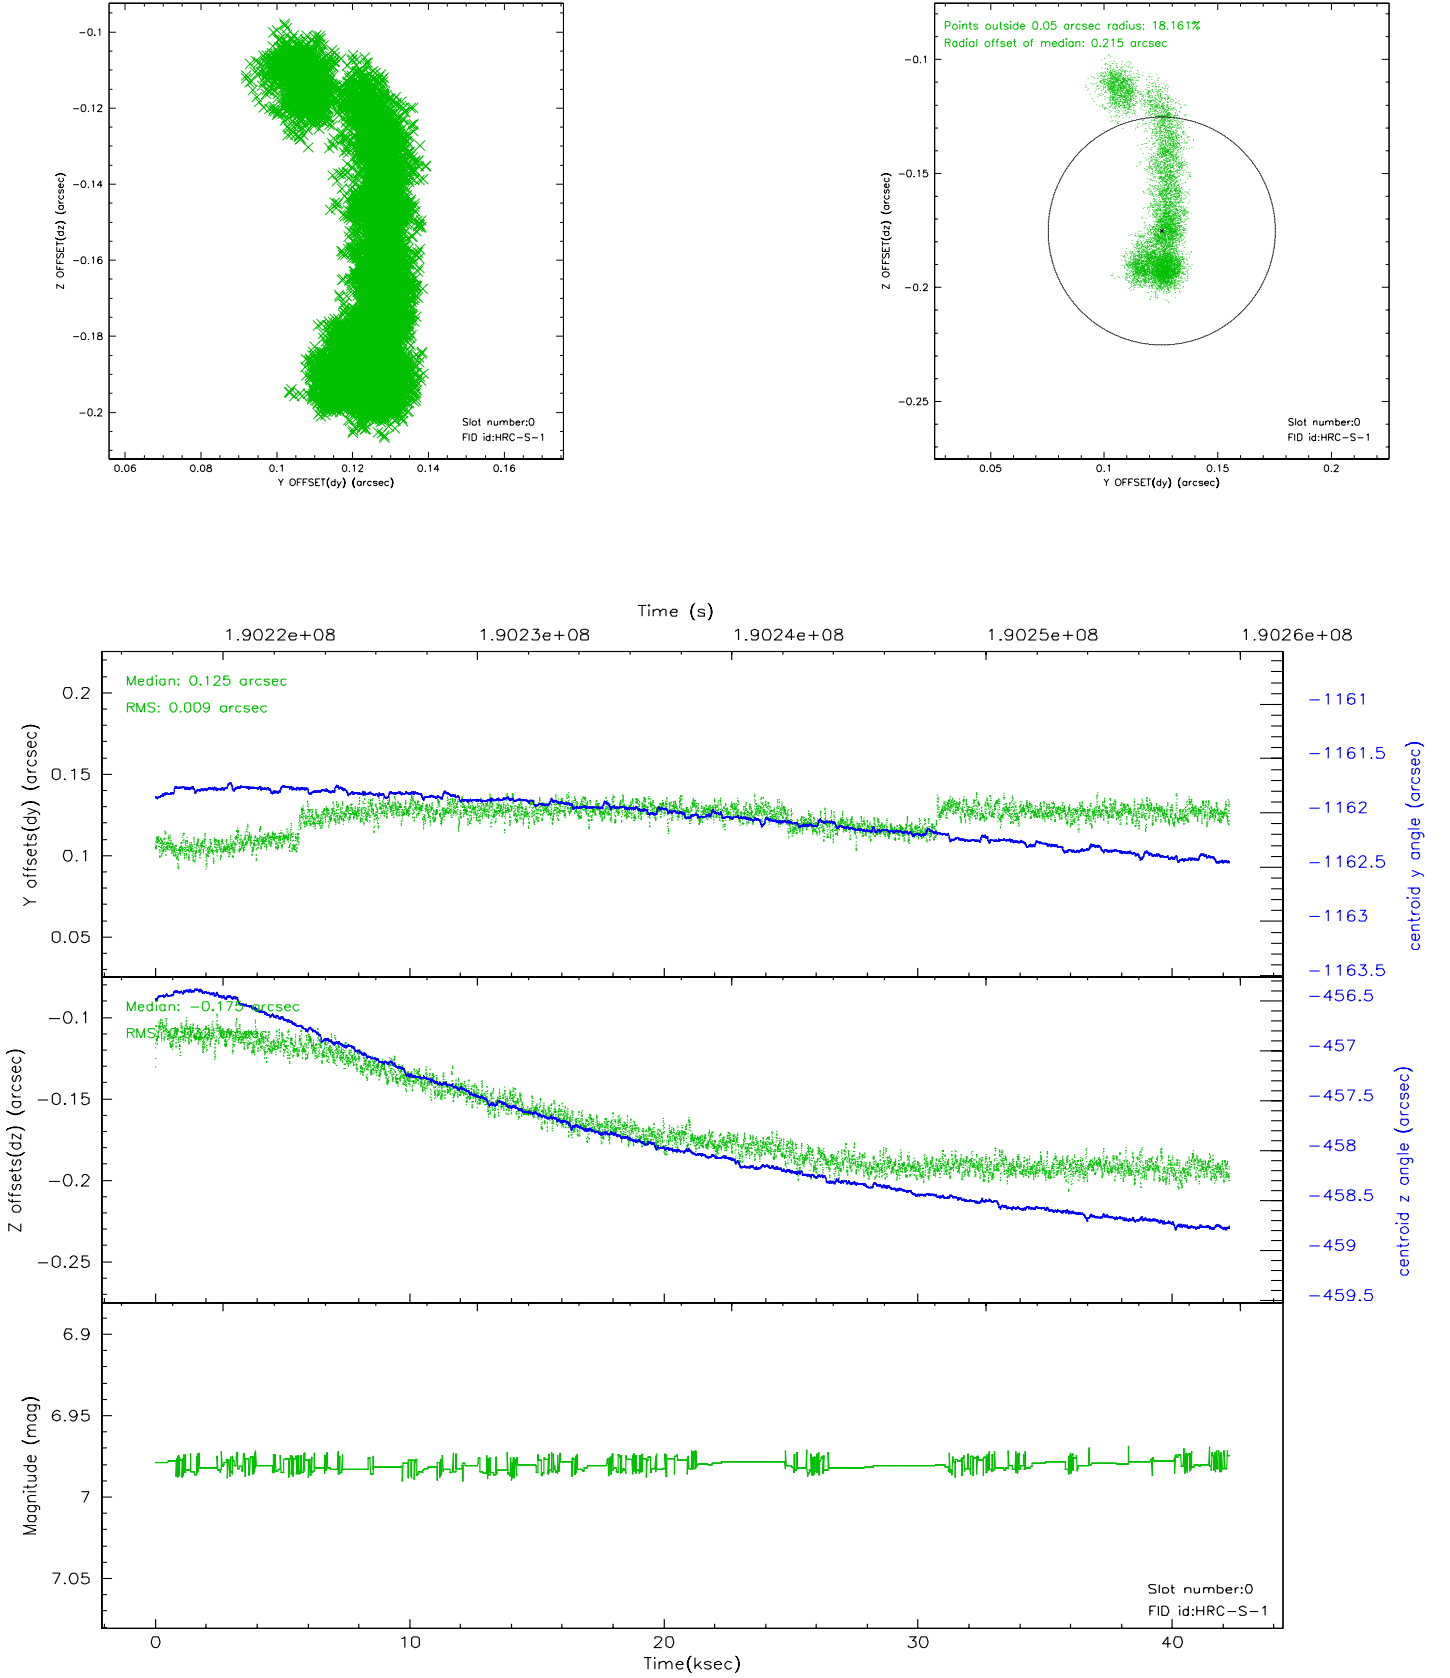 Points outside 0.05 arcsec radius: 18.161%
Radial offset of median: 0.215 arcsec
-0.1
-0.12
-0.14
-0.16
-0.18
-0.2
Z OFFSET(dz) (arcsec)
Slot number:0
FID id:HRC-S-1
0.06 0.08 0.1 0.12 0.14 0.16
Y OFFSET(dy) (arcsec)
-0.1
-0.15
-0.2
-0.25
Z OFFSET(dz) (arcsec)
Slot number:0
FID id:HRC-S-1
0.05 0.1 0.15 0.2
Y OFFSET(dy) (arcsec)
Time (s)
1.9022e+08 1.9023e+08 1.9024e+08 1.9025e+08 1.9026e+08
Median: 0.125 arcsec
RMS: 0.009 arcsec
0.2
0.15
0.1
0.05
Y offsets(dy) (arcsec)
-1161
-1161.5
-1162
-1162.5
-1163
-1163.5
centroid y angle (arcsec)
Median: -0.175 arcsec
RMS:
-0.1
-0.15
-0.2
-0.25
Z offsets(dz) (arcsec)
-456.5
-457
-457.5
-458
-458.5
-459
-459.5
centroid z angle (arcsec)
6.9
6.95
7
7.05
Magnitude (mag)
Slot number:0
FID id:HRC-S-1
0 10 20 30 40
Time(ksec)